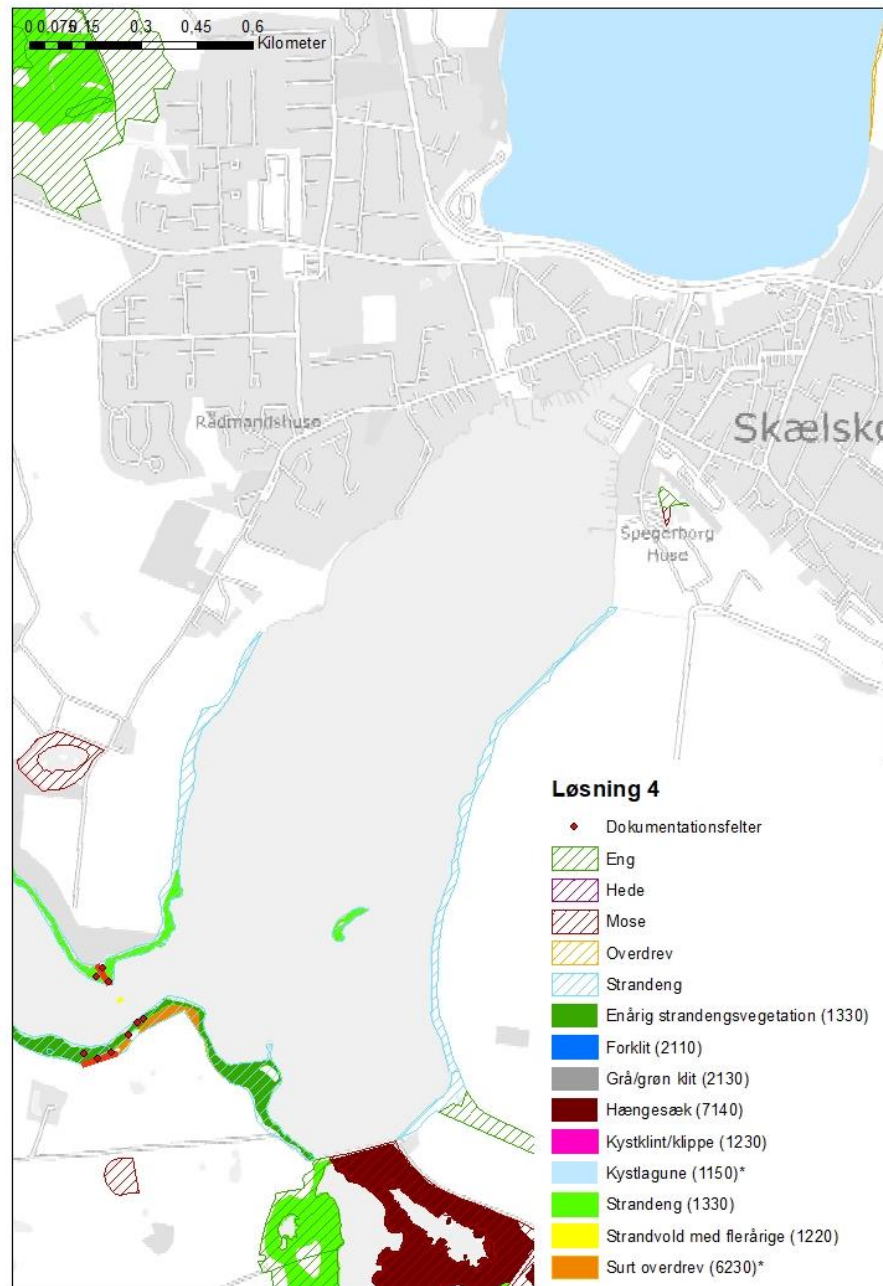 0 0.075 0,15 0,3 0,45 0,6
Kilometer
Rådmandshuse
Skælskø
Spegerborg
Huse
Løsning 4
Dokumentationsfelter
Eng
Hede
Mose
Overdrev
Strandeng
Enårig strandengsvegetation (1330)
Forklit (2110)
Grå/grøn klit (2130)
Hængesæk (7140)
Kystklint/klippe (1230)
Kystlagune (1150)*
Strandeng (1330)
Strandvold med flerårige (1220)
Surt overdrev (6230)*